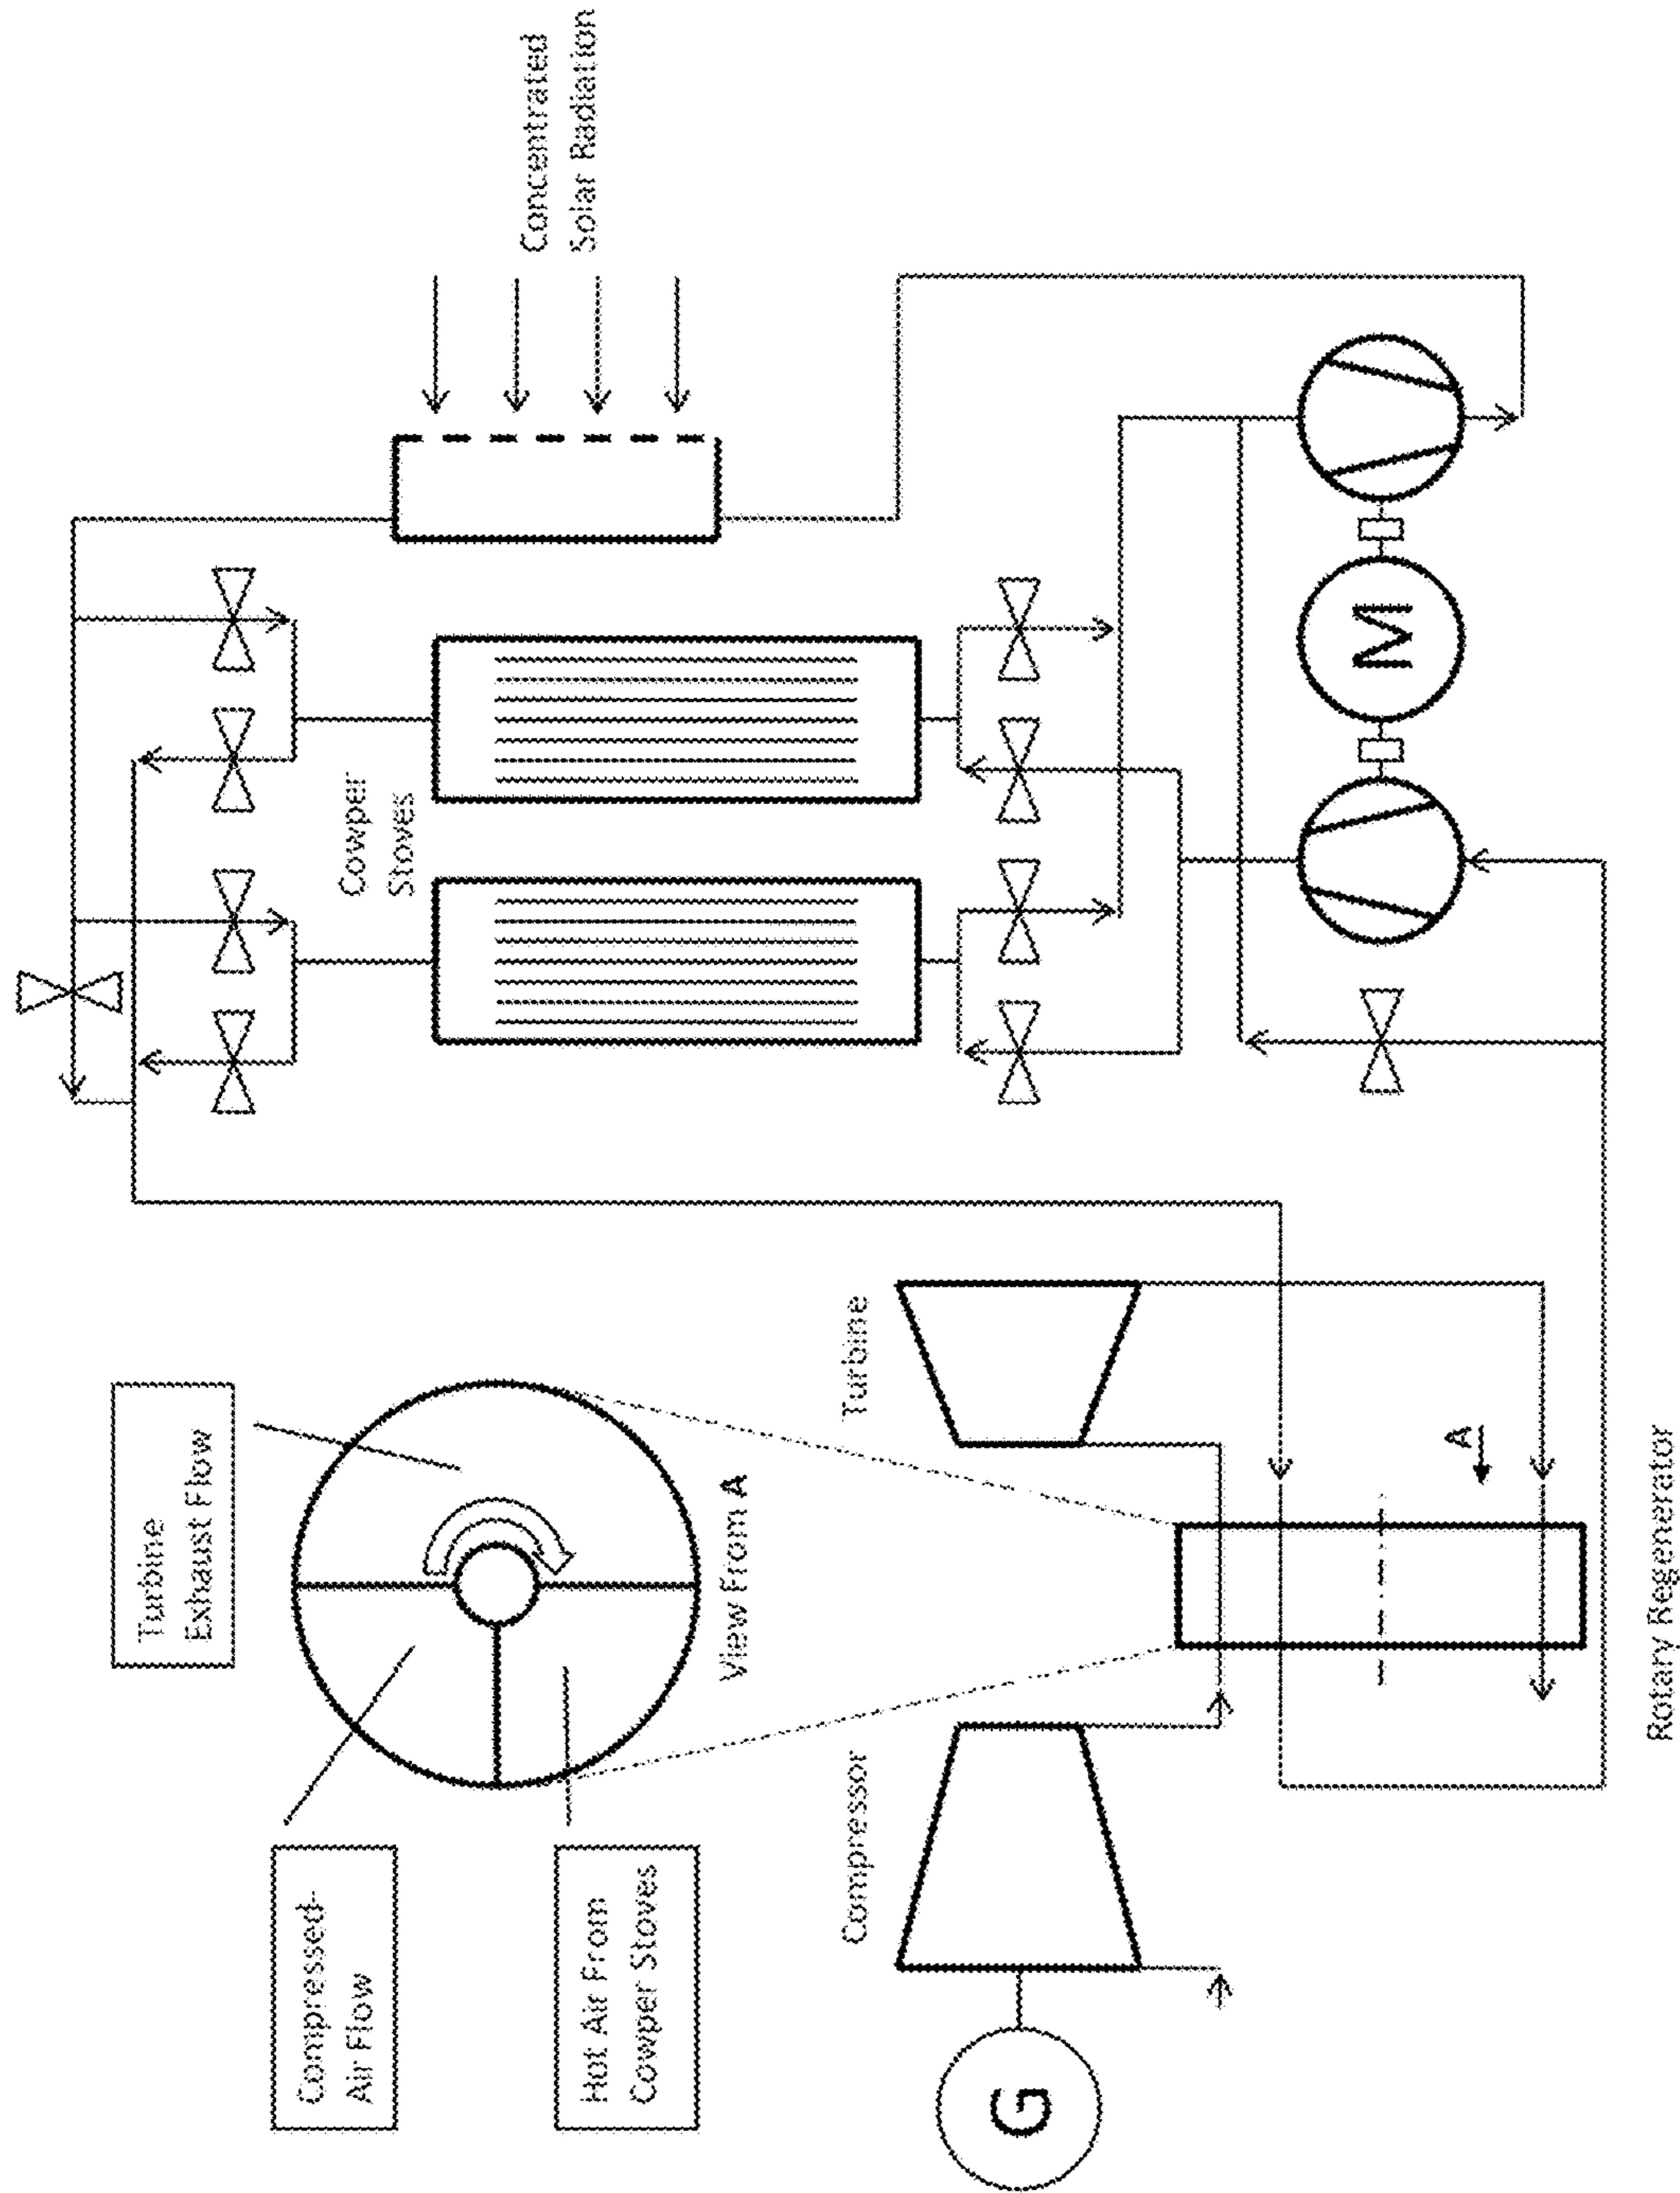 Turbine
Exhaust Flow
Compressed-
Air Flow
Hot Air From
Cowper Stoves
View From A
Cowper
Stoves
Concentrated
Solar Radiation
Compressor
Turbine
G
M
A
Rotary Regenerator